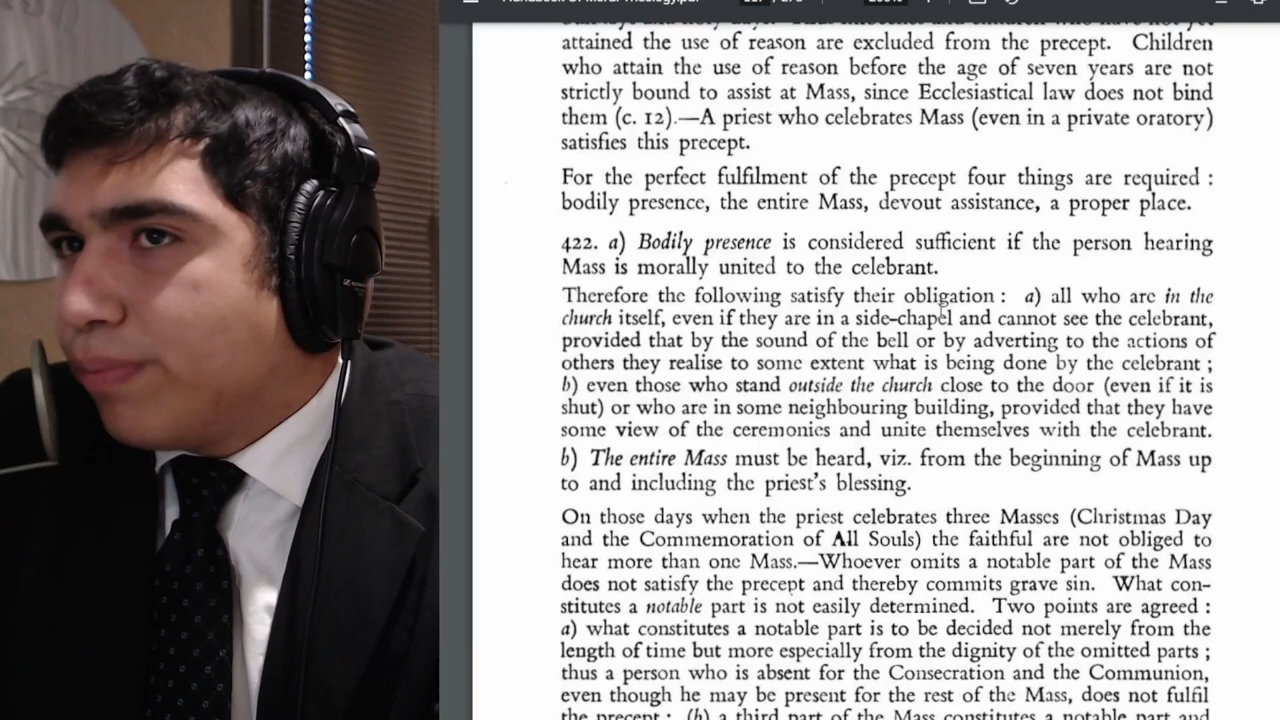 Handbook Of Moral Theology.pdf
attained the use of reason are excluded from the precept. Children
who attain the use of reason before the age of seven years are not
strictly bound to assist at Mass, since Ecclesiastical law does not bind
them (c. 12).—A priest who celebrates Mass (even in a private oratory)
satisfies this precept.
For the perfect fulfilment of the precept four things are required :
bodily presence, the entire Mass, devout assistance, a proper place.
422. a) Bodily presence is considered sufficient if the person hearing
Mass is morally united to the celebrant.
Therefore the following satisfy their obligation : a) all who are in the
church itself, even if they are in a side-chapel and cannot see the celebrant,
provided that by the sound of the bell or by adverting to the actions of
others they realise to some extent what is being done by the celebrant ;
b) even those who stand outside the church close to the door (even if it is
shut) or who are in some neighbouring building, provided that they have
some view of the ceremonies and unite themselves with the celebrant.
b) The entire Mass must be heard, viz. from the beginning of Mass up
to and including the priest's blessing.
On those days when the priest celebrates three Masses (Christmas Day
and the Commemoration of All Souls) the faithful are not obliged to
hear more than one Mass.—Whoever omits a notable part of the Mass
does not satisfy the precept and thereby commits grave sin. What con-
stitutes a notable part is not easily determined. Two points are agreed :
a) what constitutes a notable part is to be decided not merely from the
length of time but more especially from the dignity of the omitted parts ;
thus a person who is absent for the Consecration and the Communion,
even though he may be present for the rest of the Mass, does not fulfil
the precept ; (b) a third part of the Mass constitutes a notable part and